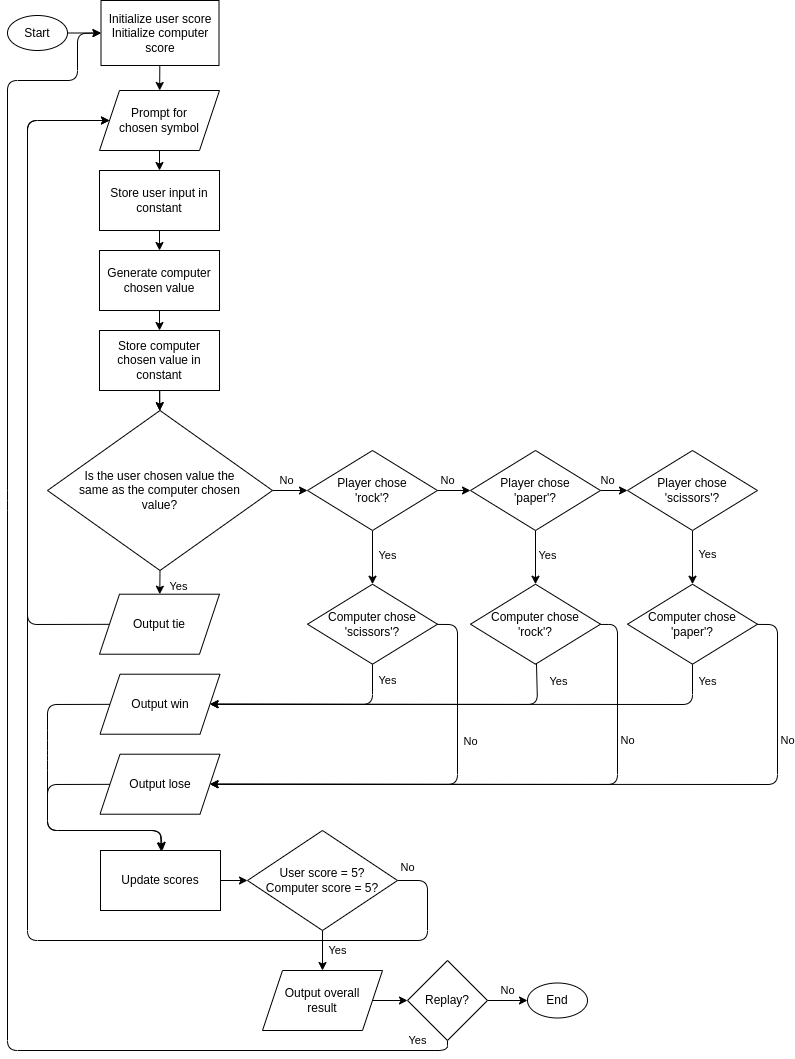 Start
Initialize user score
Initialize computer
score
Prompt for
chosen symbol
Store user input in
constant
Generate computer
chosen value
Store computer
chosen value in
constant
Is the user chosen value the
same as the computer chosen
value?
No
Player chose
'rock'?
No
Player chose
'paper'?
No
Player chose
'scissors'?
Yes
Yes
Yes
Yes
Output tie
Computer chose
'scissors'?
Computer chose
'rock'?
Computer chose
'paper'?
Yes
Yes
Yes
Output win
No
No
No
Output lose
Update scores
User score = 5?
Computer score = 5?
No
Yes
Output overall
result
Replay?
No
End
Yes